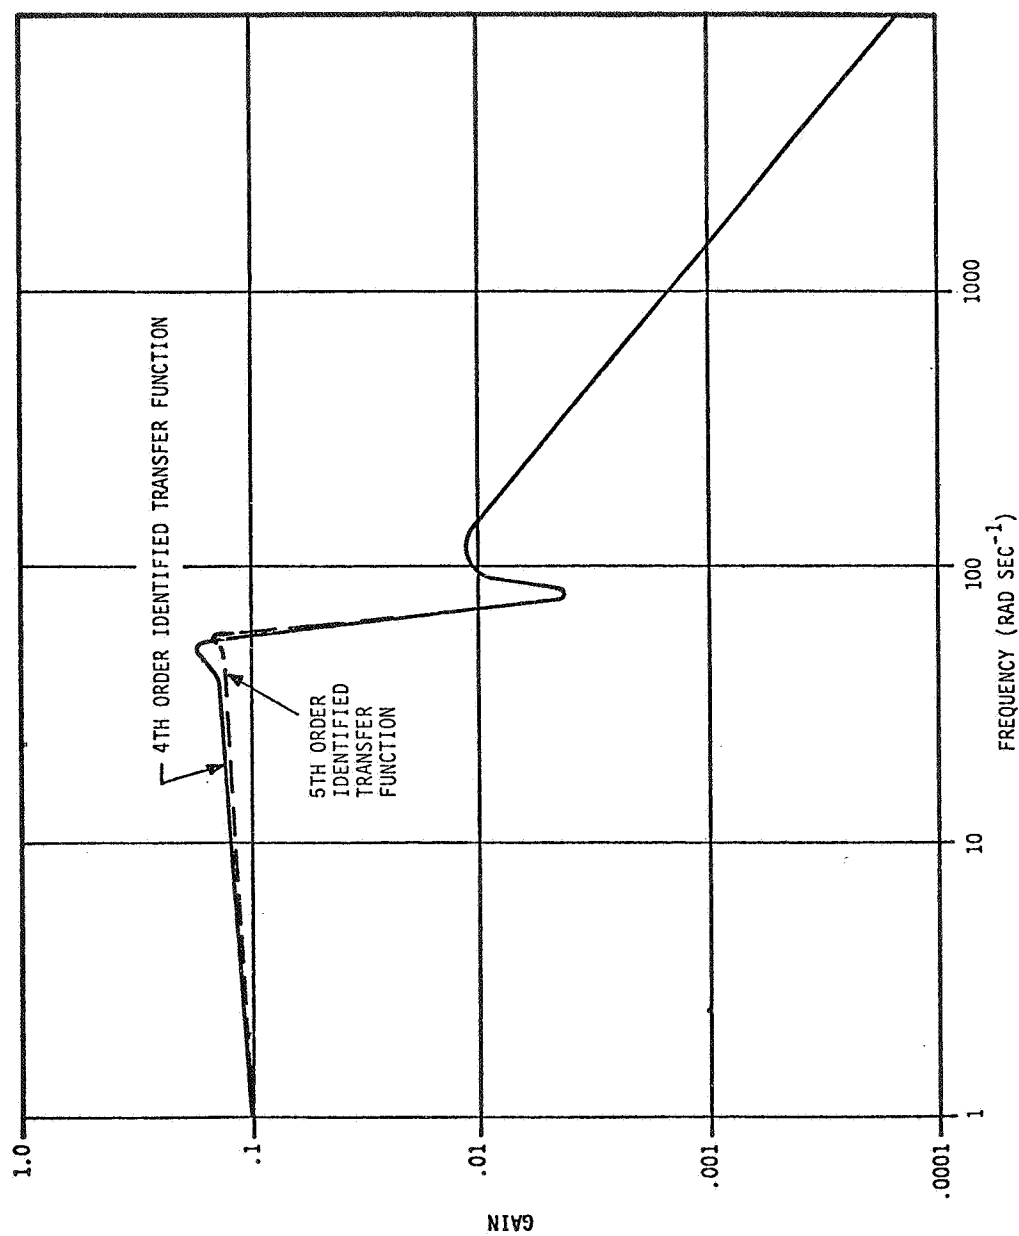 1.0
.1
.01
.001
.0001
GAIN
4TH ORDER IDENTIFIED TRANSFER FUNCTION
5TH ORDER
IDENTIFIED
TRANSFER
FUNCTION
1
10
100
1000
FREQUENCY (RAD SEC⁻¹)